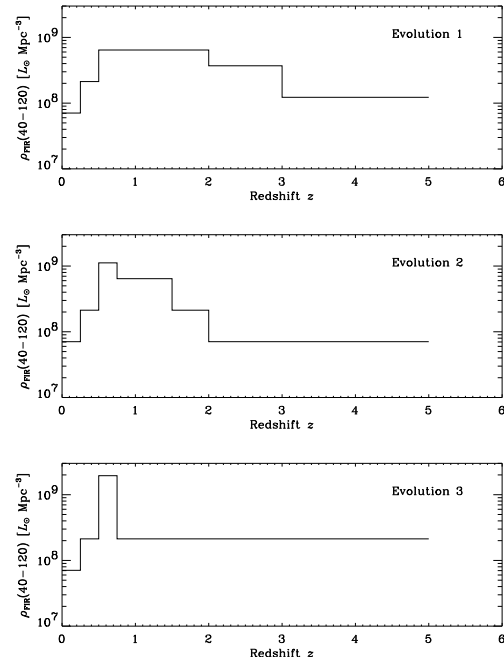 Evolution 1
10⁹
10⁸
10⁷
ρFIR(40−120) [L⊙ Mpc⁻³]
0 1 2 3 4 5 6
Redshift z
Evolution 2
10⁹
10⁸
10⁷
ρFIR(40−120) [L⊙ Mpc⁻³]
0 1 2 3 4 5 6
Redshift z
Evolution 3
10⁹
10⁸
10⁷
ρFIR(40−120) [L⊙ Mpc⁻³]
0 1 2 3 4 5 6
Redshift z